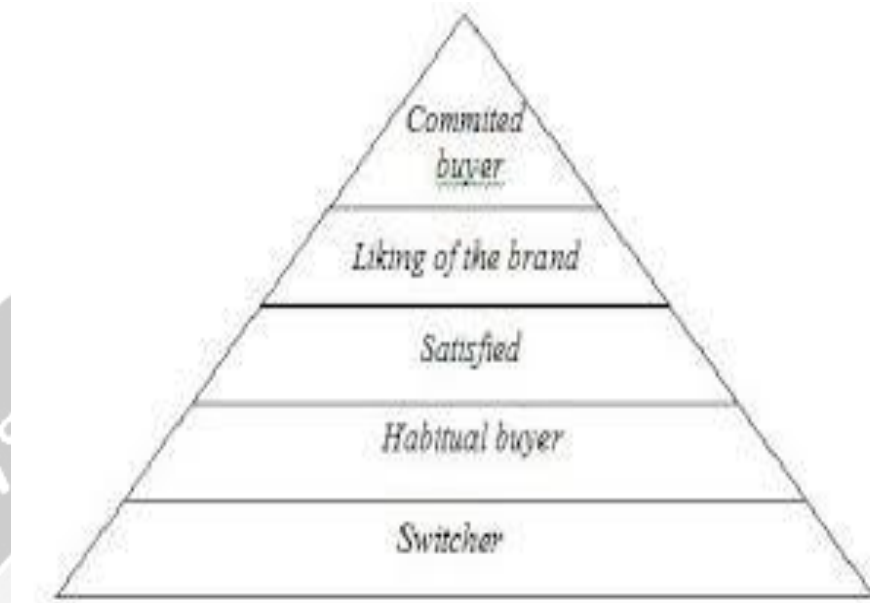 Commited
buyer
Liking of the brand
Satisfied
Habitual buyer
Switcher